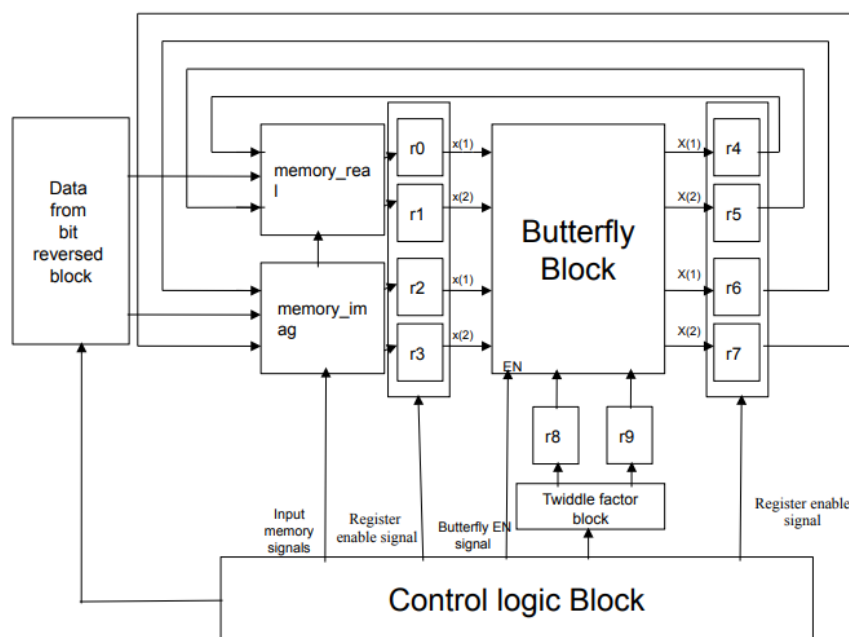 Data
from
bit
reversed
block
memory_rea
l
memory_im
ag
r0
r1
r2
r3
x(1)
x(2)
x(1)
x(2)
Butterfly
Block
EN
X(1)
X(2)
X(1)
X(2)
r4
r5
r6
r7
r8
r9
Twiddle factor
block
Input
memory
signals
Register
enable signal
Butterfly EN
signal
Register enable
signal
Control logic Block